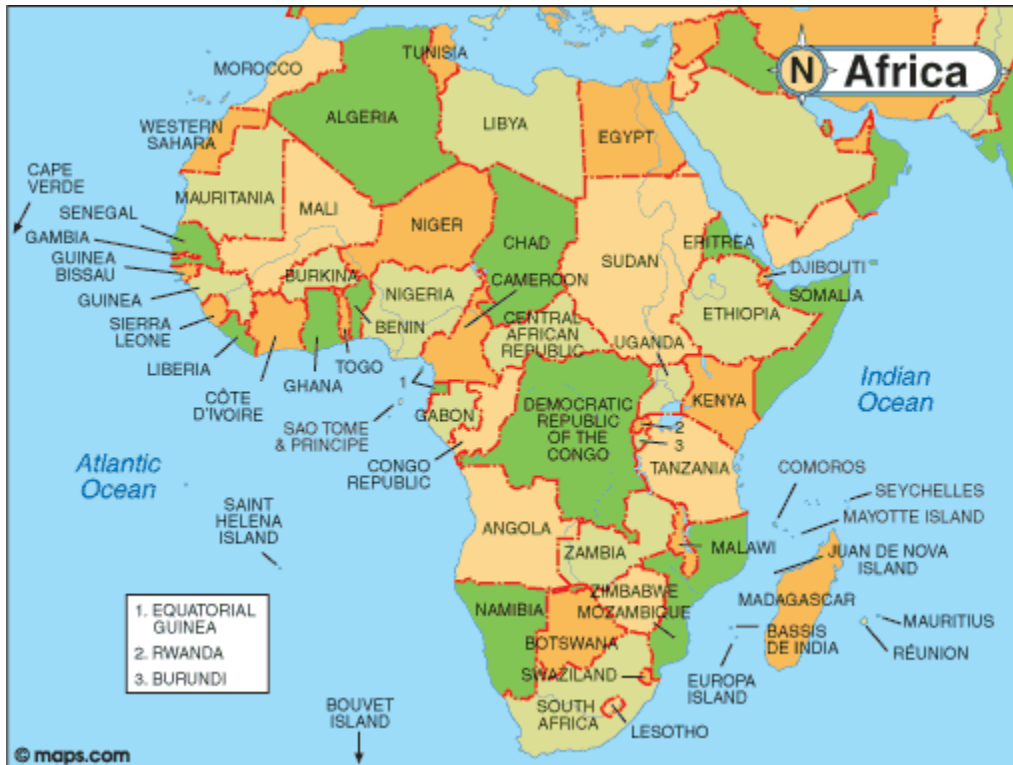 N Africa
TUNISIA
MOROCCO
ALGERIA
LIBYA
EGYPT
WESTERN
SAHARA
CAPE
VERDE
MAURITANIA
MALI
NIGER
CHAD
SUDAN
ERITREA
DJIBOUTI
SENEGAL
GAMBIA
GUINEA
BISSAU
GUINEA
SIERRA
LEONE
LIBERIA
CÔTE
D'IVOIRE
BURKINA
GHANA
TOGO
BENIN
NIGERIA
CAMEROON
CENTRAL
AFRICAN
REPUBLIC
ETHIOPIA
SOMALIA
UGANDA
KENYA
Indian
Ocean
1
GABON
SAO TOME
& PRINCIPE
CONGO
REPUBLIC
DEMOCRATIC
REPUBLIC
OF THE
CONGO
2
3
TANZANIA
Atlantic
Ocean
SAINT
HELENA
ISLAND
COMOROS
SEYCHELLES
MAYOTTE ISLAND
ANGOLA
ZAMBIA
MALAWI
JUAN DE NOVA
ISLAND
ZIMBABWE
MOZAMBIQUE
MADAGASCAR
MAURITIUS
RÉUNION
BASSIS
DE INDIA
EUROPA
ISLAND
NAMIBIA
BOTSWANA
SWAZILAND
SOUTH
AFRICA
LESOTHO
1. EQUATORIAL
GUINEA
2. RWANDA
3. BURUNDI
BOUVET
ISLAND
© maps.com